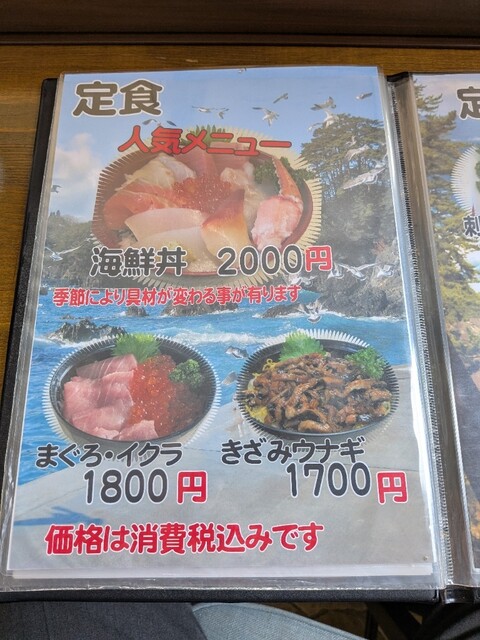 定食
人気メニュー
海鮮丼 2000円
季節により具材が変わる事が有ります
まぐろ・イクラ
1800円
きざみウナギ
1700円
価格は消費税込みです
定
刺